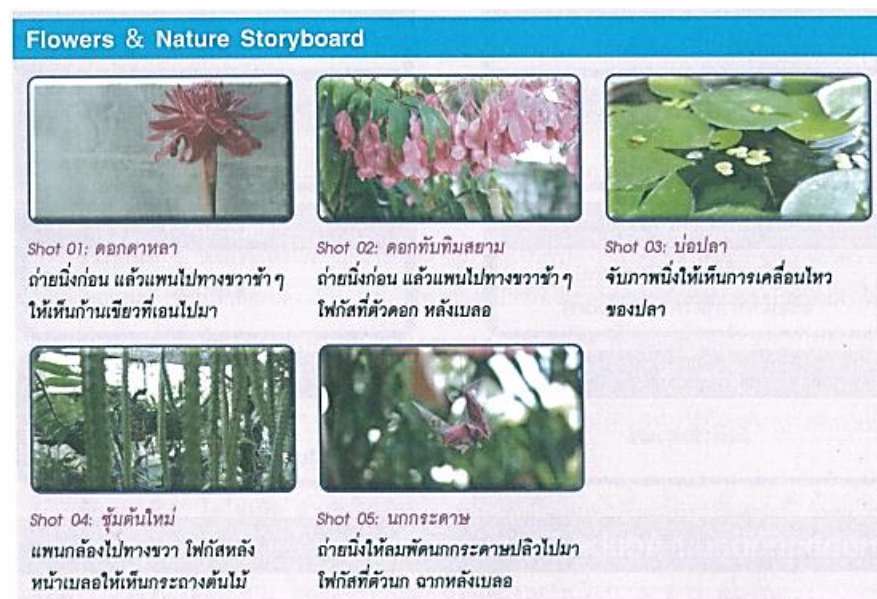 Flowers & Nature Storyboard
Shot 01: ดอกดาหลา
ถ่ายนิ่งก่อน แล้วแพนไปทางขวาช้า ๆ
ให้เห็นก้านเขียวที่เอนไปมา
Shot 02: ดอกทับทิมสยาม
ถ่ายนิ่งก่อน แล้วแพนไปทางขวาช้า ๆ
โฟกัสที่ตัวดอก หลังเบลอ
Shot 03: บ่อปลา
จับภาพนิ่งให้เห็นการเคลื่อนไหว
ของปลา
Shot 04: ซุ้มต้นใหม่
แพนกล้องไปทางขวา โฟกัสหลัง
หน้าเบลอให้เห็นกระถางต้นไม้
Shot 05: นกกระดาษ
ถ่ายนิ่งให้ลมพัดนกกระดาษปลิวไปมา
โฟกัสที่ตัวนก ฉากหลังเบลอ